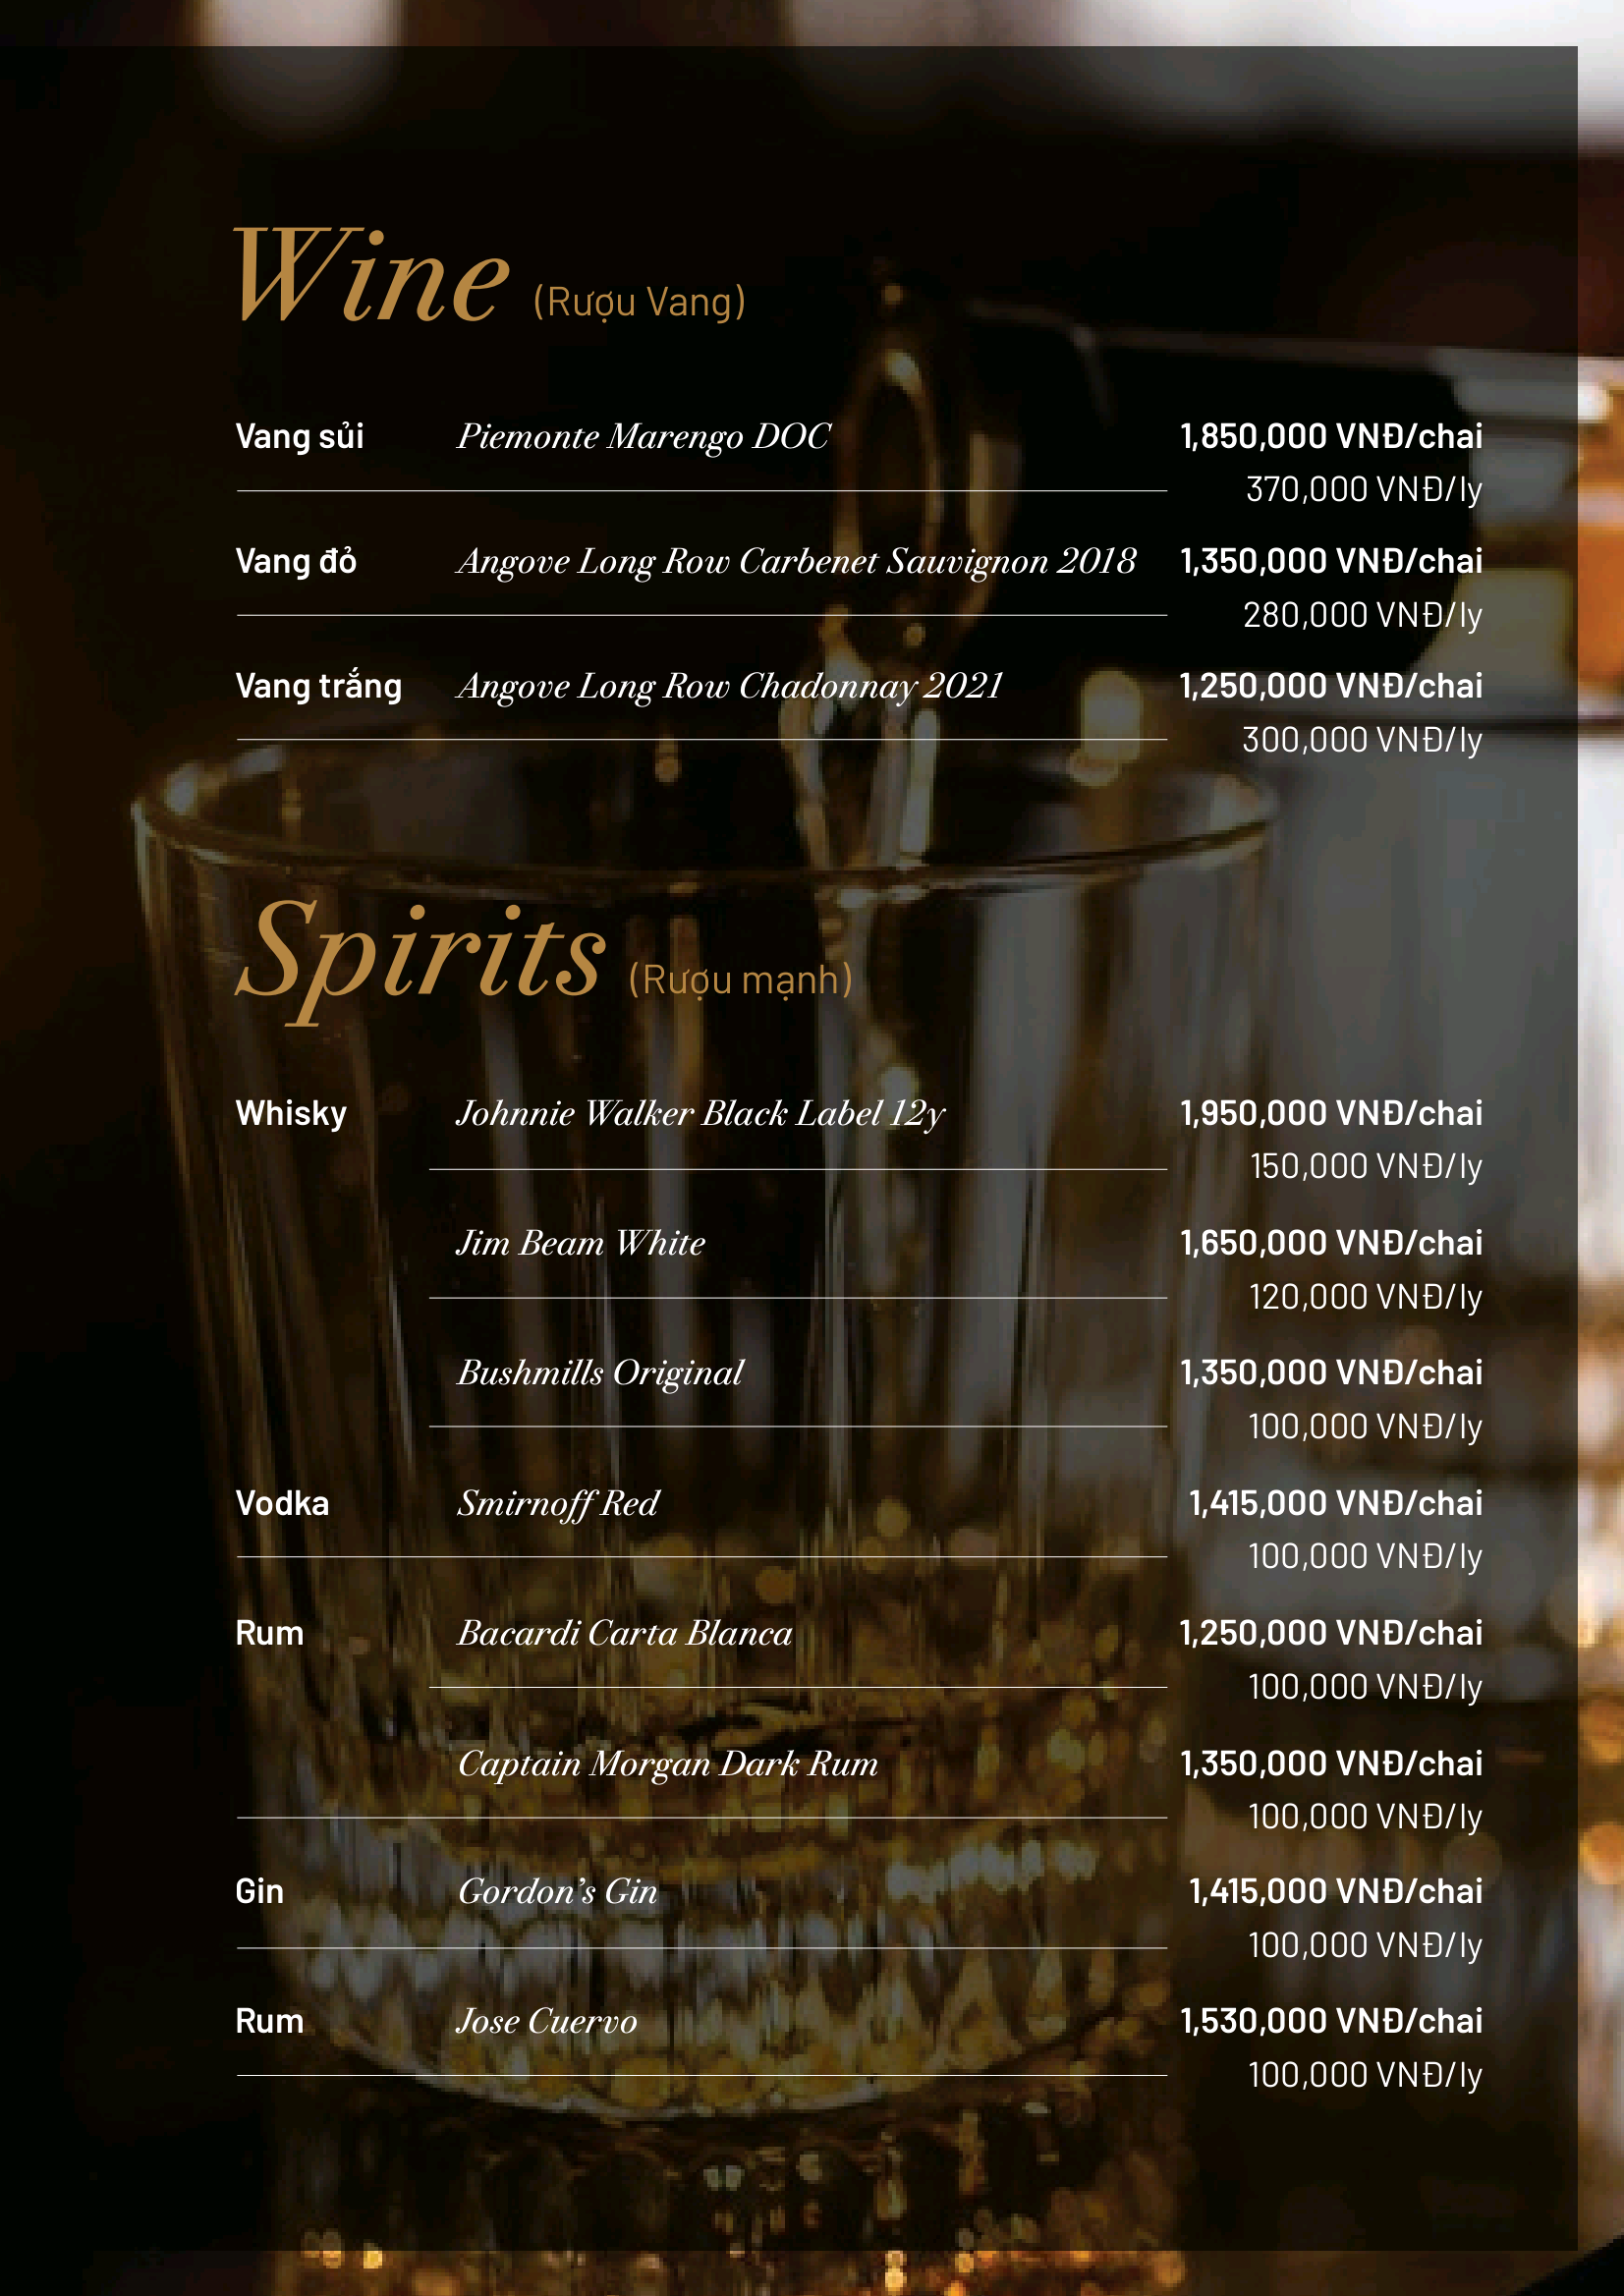 Wine (Rượu Vang)
Vang sủi Piemonte Marengo DOC 1,850,000 VNĐ/chai
370,000 VNĐ/ly
Vang đỏ Angove Long Row Carbenet Sauvignon 2018 1,350,000 VNĐ/chai
280,000 VNĐ/ly
Vang trắng Angove Long Row Chadonnay 2021 1,250,000 VNĐ/chai
300,000 VNĐ/ly
Spirits (Rượu mạnh)
Whisky Johnnie Walker Black Label 12y 1,950,000 VNĐ/chai
150,000 VNĐ/ly
Jim Beam White 1,650,000 VNĐ/chai
120,000 VNĐ/ly
Bushmills Original 1,350,000 VNĐ/chai
100,000 VNĐ/ly
Vodka Smirnoff Red 1,415,000 VNĐ/chai
100,000 VNĐ/ly
Rum Bacardi Carta Blanca 1,250,000 VNĐ/chai
100,000 VNĐ/ly
Captain Morgan Dark Rum 1,350,000 VNĐ/chai
100,000 VNĐ/ly
Gin Gordon’s Gin 1,415,000 VNĐ/chai
100,000 VNĐ/ly
Rum Jose Cuervo 1,530,000 VNĐ/chai
100,000 VNĐ/ly